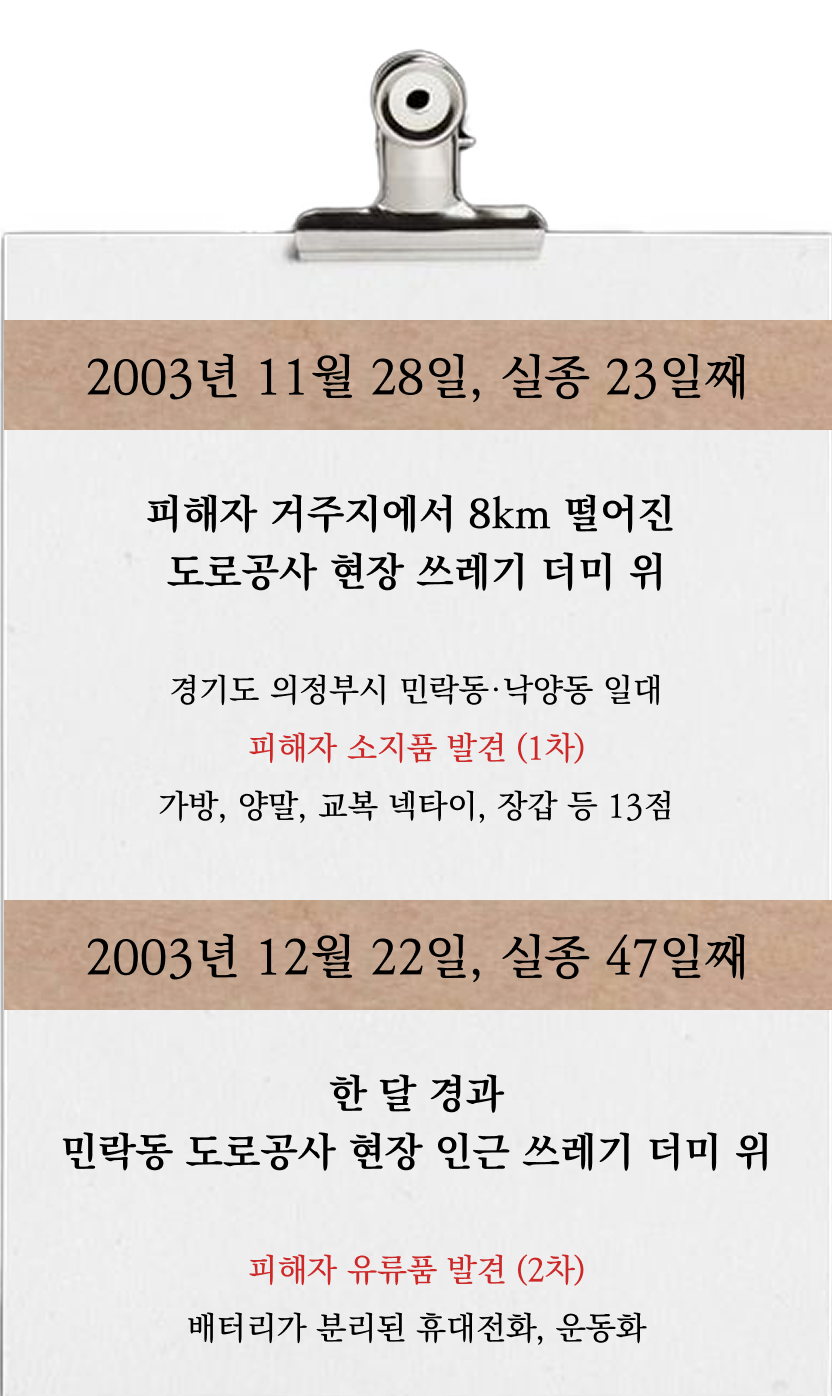 2003년 11월 28일, 실종 23일째
피해자 거주지에서 8km 떨어진
도로공사 현장 쓰레기 더미 위
경기도 의정부시 민락동·낙양동 일대
피해자 소지품 발견 (1차)
가방, 양말, 교복 넥타이, 장갑 등 13점
2003년 12월 22일, 실종 47일째
한 달 경과
민락동 도로공사 현장 인근 쓰레기 더미 위
피해자 유류품 발견 (2차)
배터리가 분리된 휴대전화, 운동화